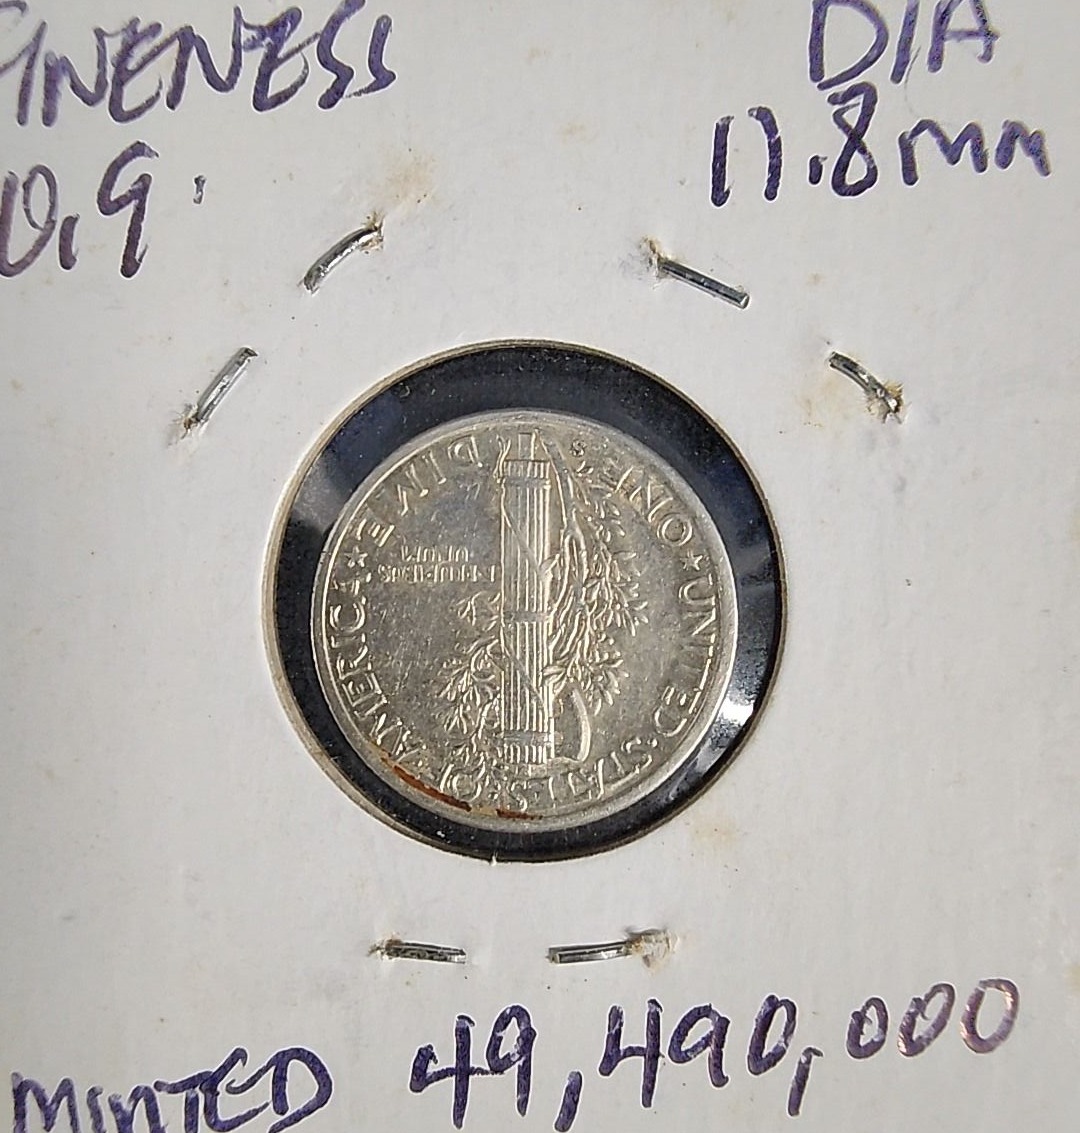 FINENESS
0.9
DIA
17.8mm
UNITED·STATES·OF·AMERICA
ONE DIME
E PLURIBUS
UNUM
S
MINTED 49,490,000